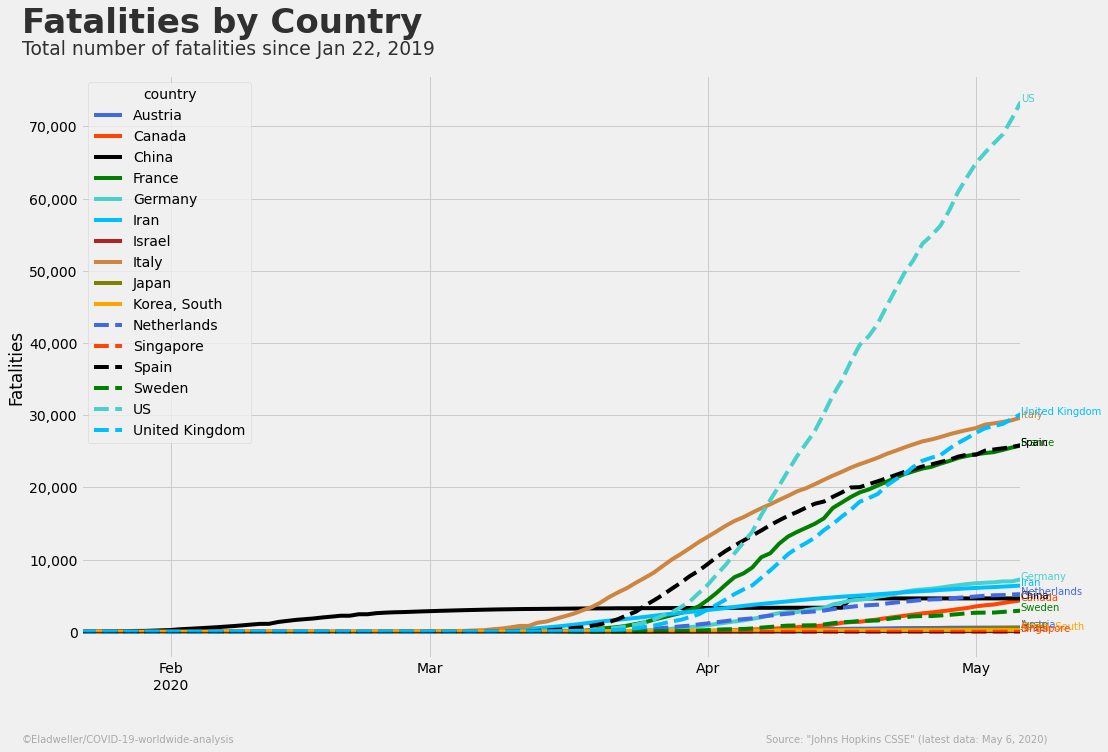 Fatalities by Country
Total number of fatalities since Jan 22, 2019
country
Austria
Canada
China
France
Germany
Iran
Israel
Italy
Japan
Korea, South
Netherlands
Singapore
Spain
Sweden
US
United Kingdom
Fatalities
70,000
60,000
50,000
40,000
30,000
20,000
10,000
0
US
United Kingdom
Italy
Spain
Germany
Iran
Netherlands
Canada
China
Sweden
Austria
South
Singapore
Feb
2020
Mar
Apr
May
©Eladweller/COVID-19-worldwide-analysis
Source: "Johns Hopkins CSSE" (latest data: May 6, 2020)